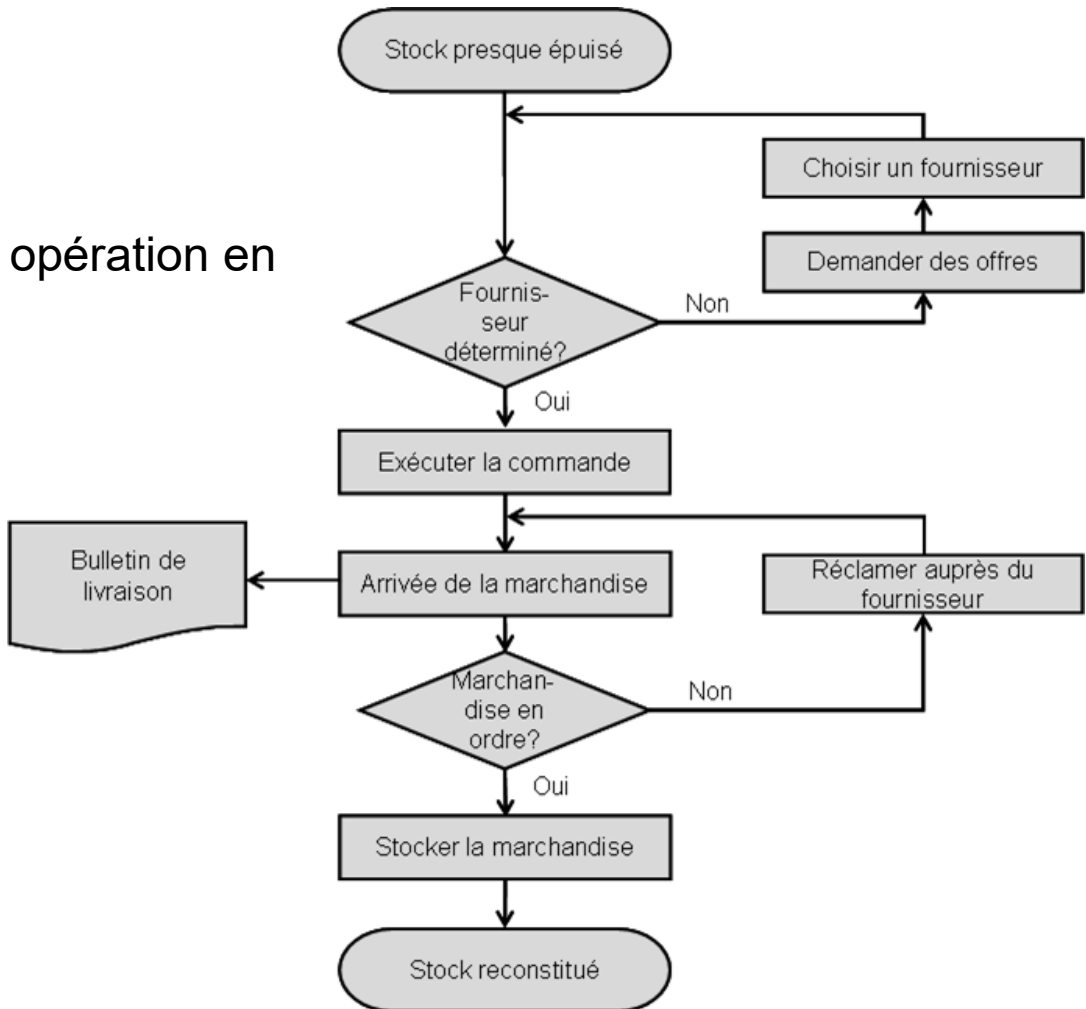 Stock presque épuisé
Choisir un fournisseur
opération en
Demander des offres
Fournis-
seur
déterminé?
Non
Oui
Exécuter la commande
Bulletin de
livraison
Arrivée de la marchandise
Réclamer auprès du
fournisseur
Marchan-
dise en
ordre?
Non
Oui
Stocker la marchandise
Stock reconstitué